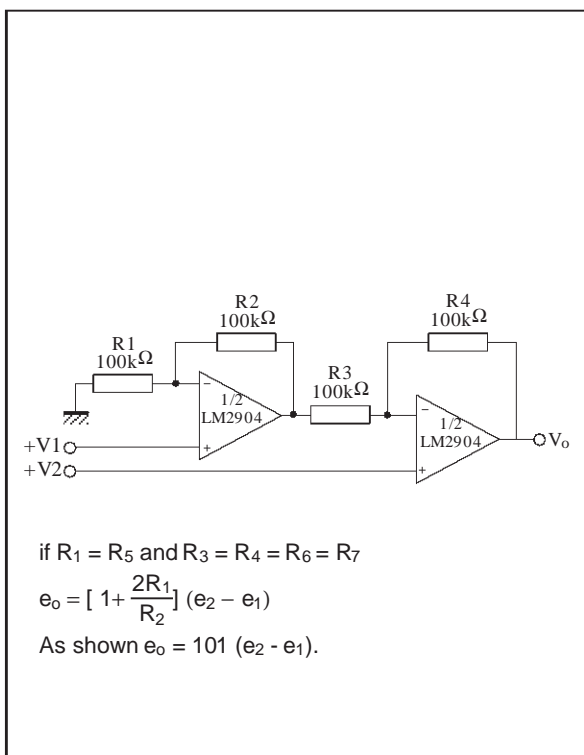 R2
100kΩ
R4
100kΩ
R1
100kΩ
R3
100kΩ
1/2
LM2904
1/2
LM2904
+V1
+V2
Vo
if R1 = R5 and R3 = R4 = R6 = R7
eo = [ 1+ 2R1/R2 ] (e2 – e1)
As shown eo = 101 (e2 - e1).